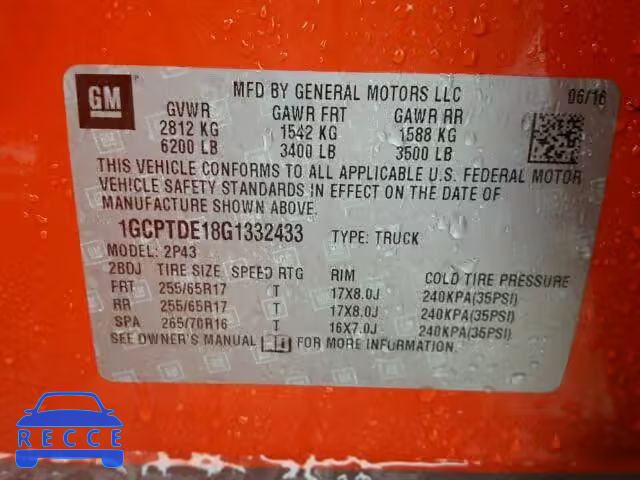 GM
MFD BY GENERAL MOTORS LLC 06/16
GVWR GAWR FRT GAWR RR
2812 KG 1542 KG 1588 KG
6200 LB 3400 LB 3500 LB
THIS VEHICLE CONFORMS TO ALL APPLICABLE U.S. FEDERAL MOTOR
VEHICLE SAFETY STANDARDS IN EFFECT ON THE DATE OF
MANUFACTURE SHOWN ABOVE.
1GCPTDE18G1332433 TYPE: TRUCK
MODEL: 2P43
2BDJ TIRE SIZE SPEED RTG RIM COLD TIRE PRESSURE
FRT 255/65R17 T 17X8.0J 240KPA(35PSI)
RR 255/65R17 T 17X8.0J 240KPA(35PSI)
SPA 265/70R16 T 16X7.0J 240KPA(35PSI)
SEE OWNER'S MANUAL FOR MORE INFORMATION.
RECCE